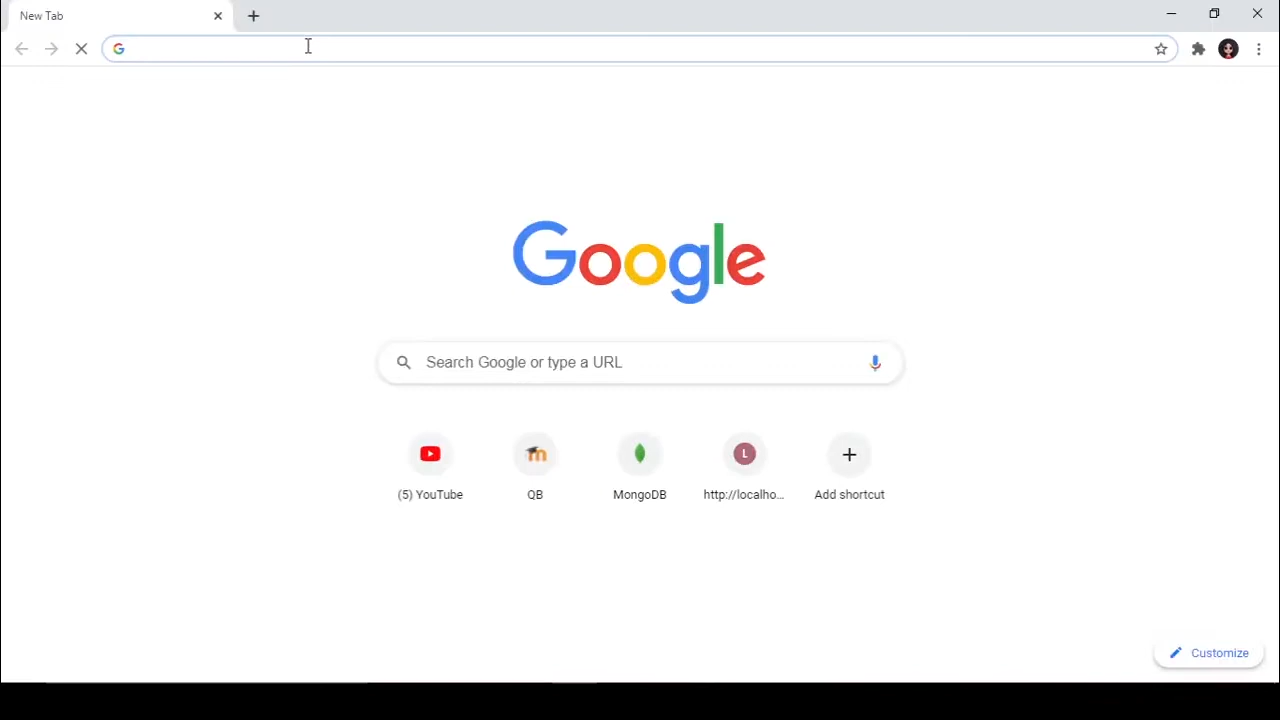 New Tab
Google
Search Google or type a URL
(5) YouTube
QB
MongoDB
L
http://localho...
Add shortcut
Customize